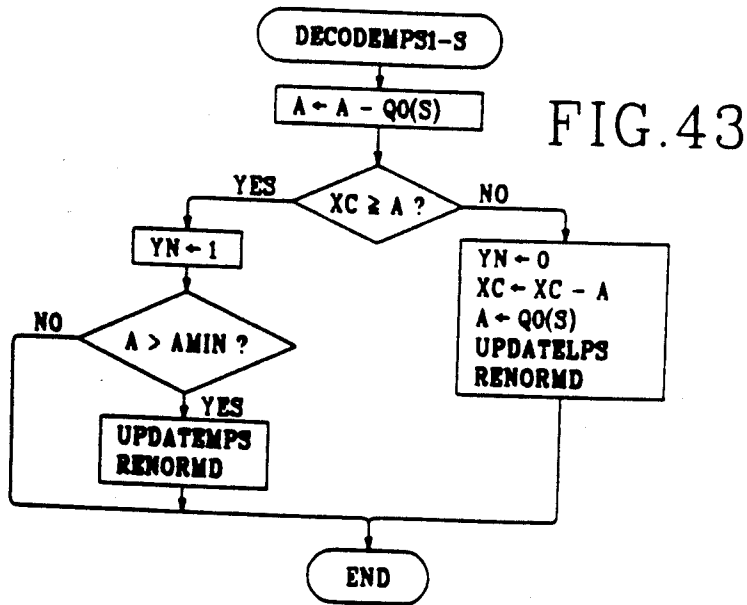 DECODEMPS1-S
A ← A - Q0(S)
FIG.43
XC ≧ A ?
YES
NO
YN ← 1
YN ← 0
XC ← XC - A
A ← Q0(S)
UPDATELPS
RENORMD
A > AMIN ?
NO
YES
UPDATEMPS
RENORMD
END